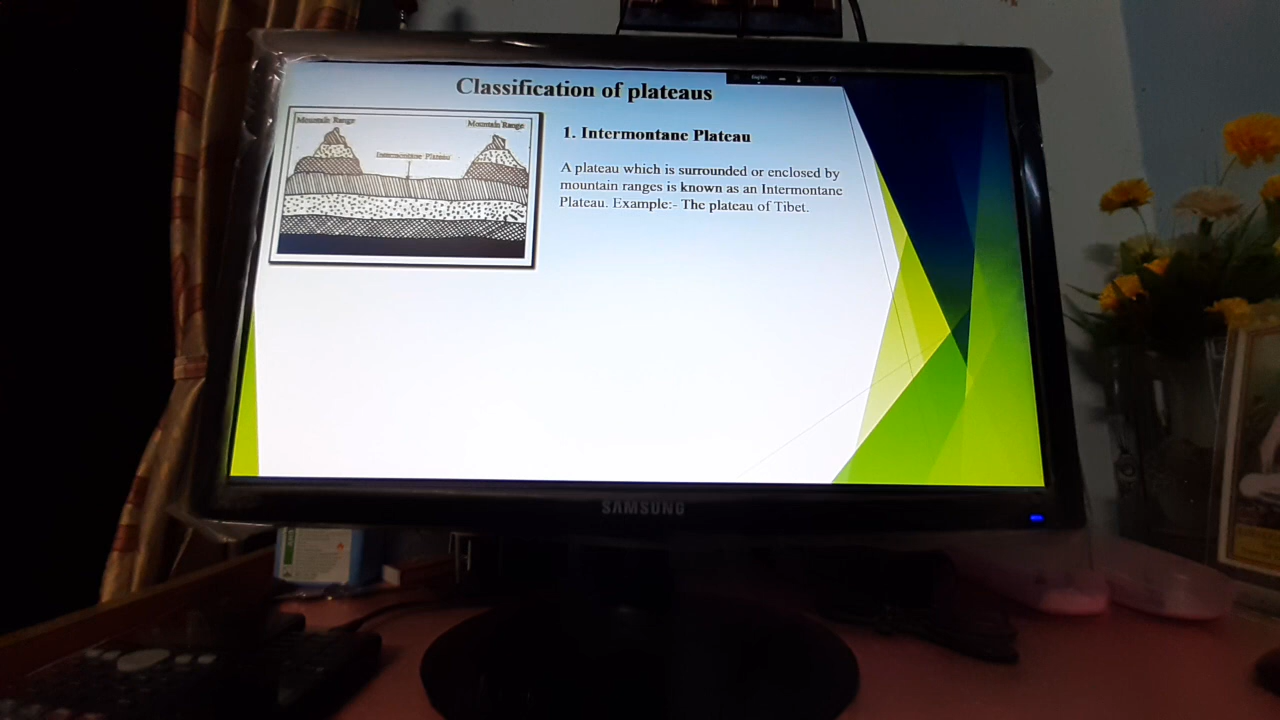 Classification of plateaus
English
Mountain Range
Mountain Range
Intermontane Plateau
1. Intermontane Plateau
A plateau which is surrounded or enclosed by
mountain ranges is known as an Intermontane
Plateau. Example:- The plateau of Tibet.
SAMSUNG